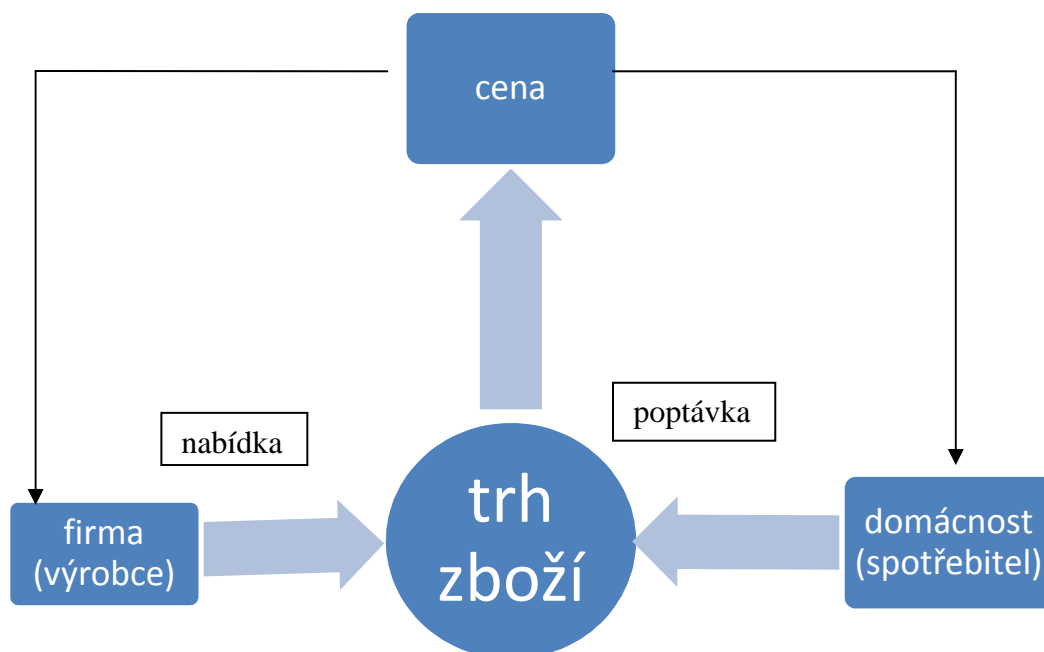 cena
poptávka
nabídka
trh
zboží
firma
(výrobce)
domácnost
(spotřebitel)